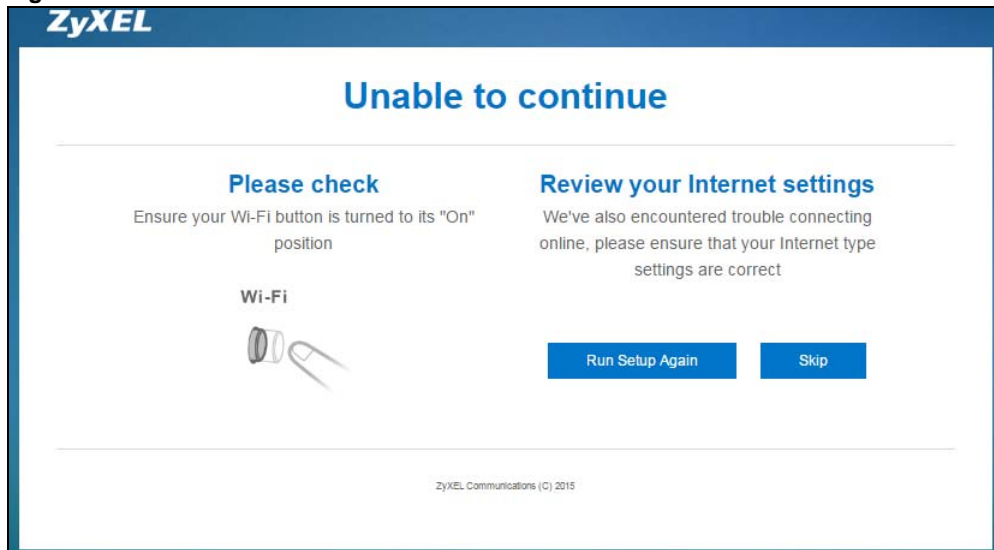 ZyXEL
Unable to continue
Please check
Ensure your Wi-Fi button is turned to its "On"
position
Wi-Fi
Review your Internet settings
We've also encountered trouble connecting
online, please ensure that your Internet type
settings are correct
Run Setup Again
Skip
ZyXEL Communications (C) 2015